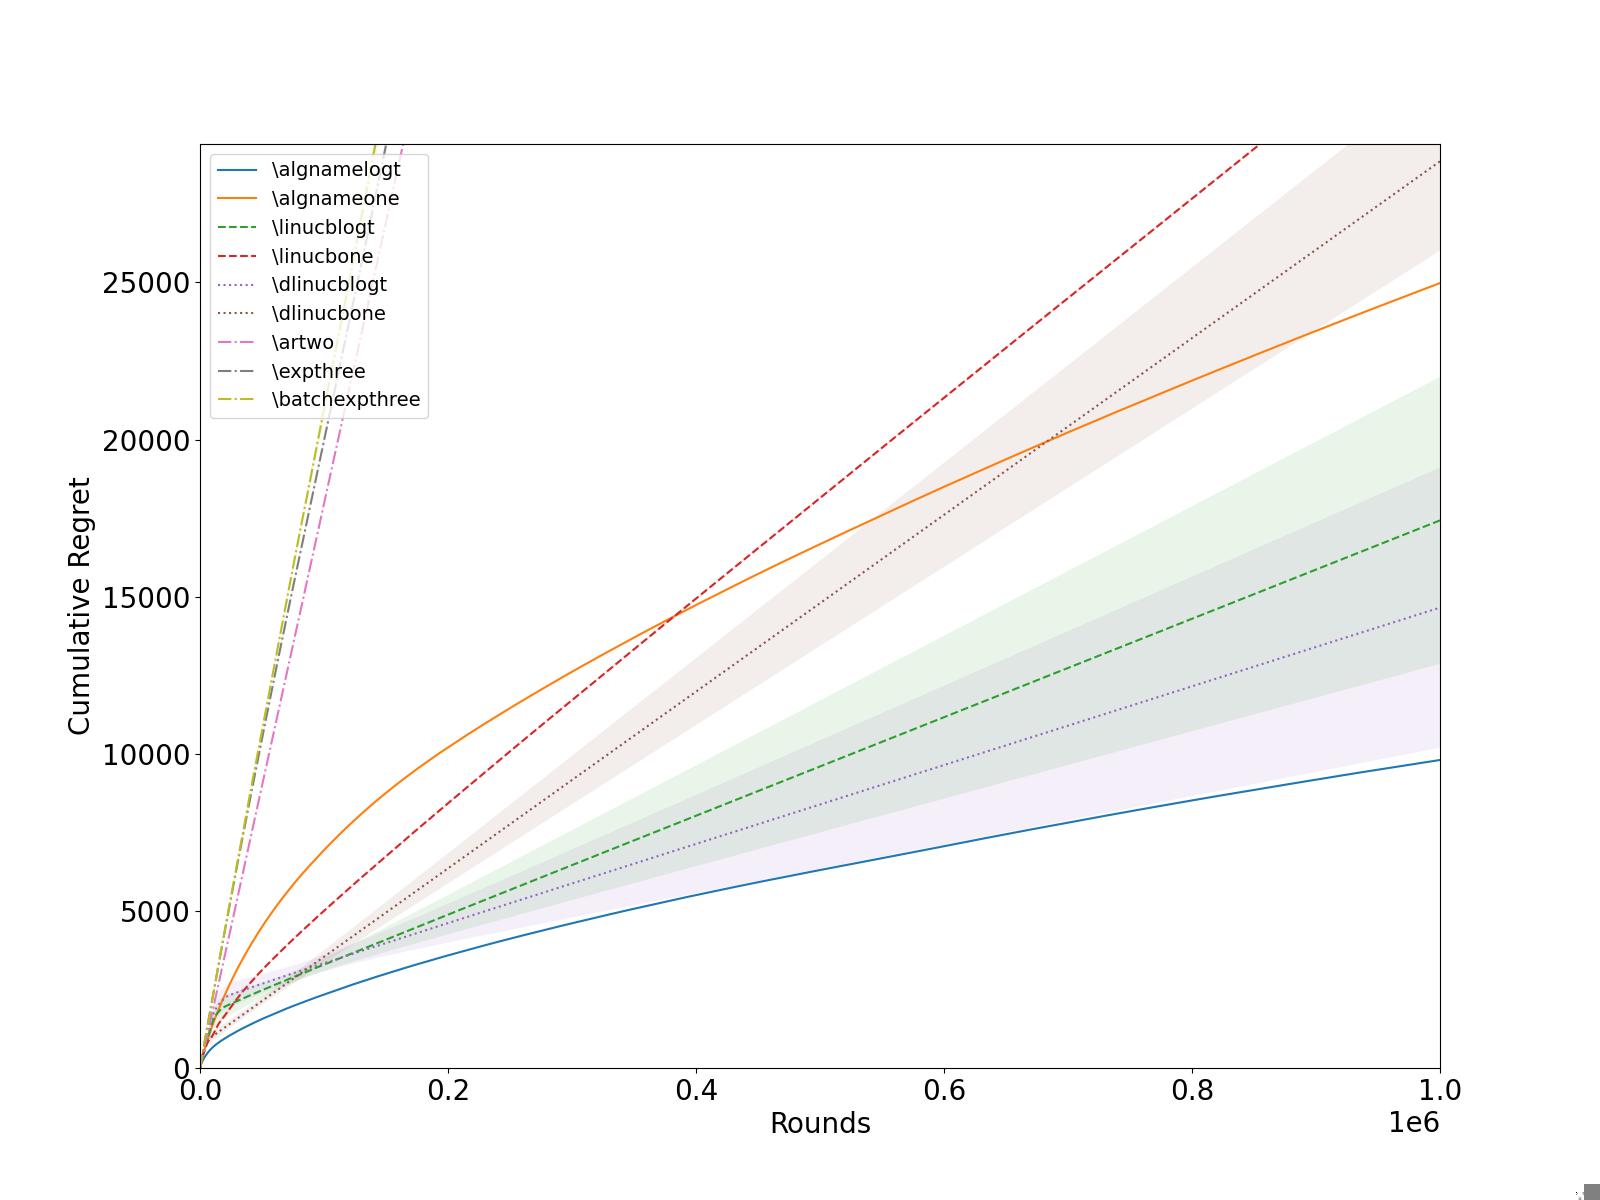 \algnamelogt
\algnameone
\linucblogt
\linucbone
\dlinucblogt
\dlinucbone
\artwo
\expthree
\batchexpthree
25000
20000
15000
10000
5000
0
Cumulative Regret
0.0 0.2 0.4 0.6 0.8 1.0
Rounds
1e6